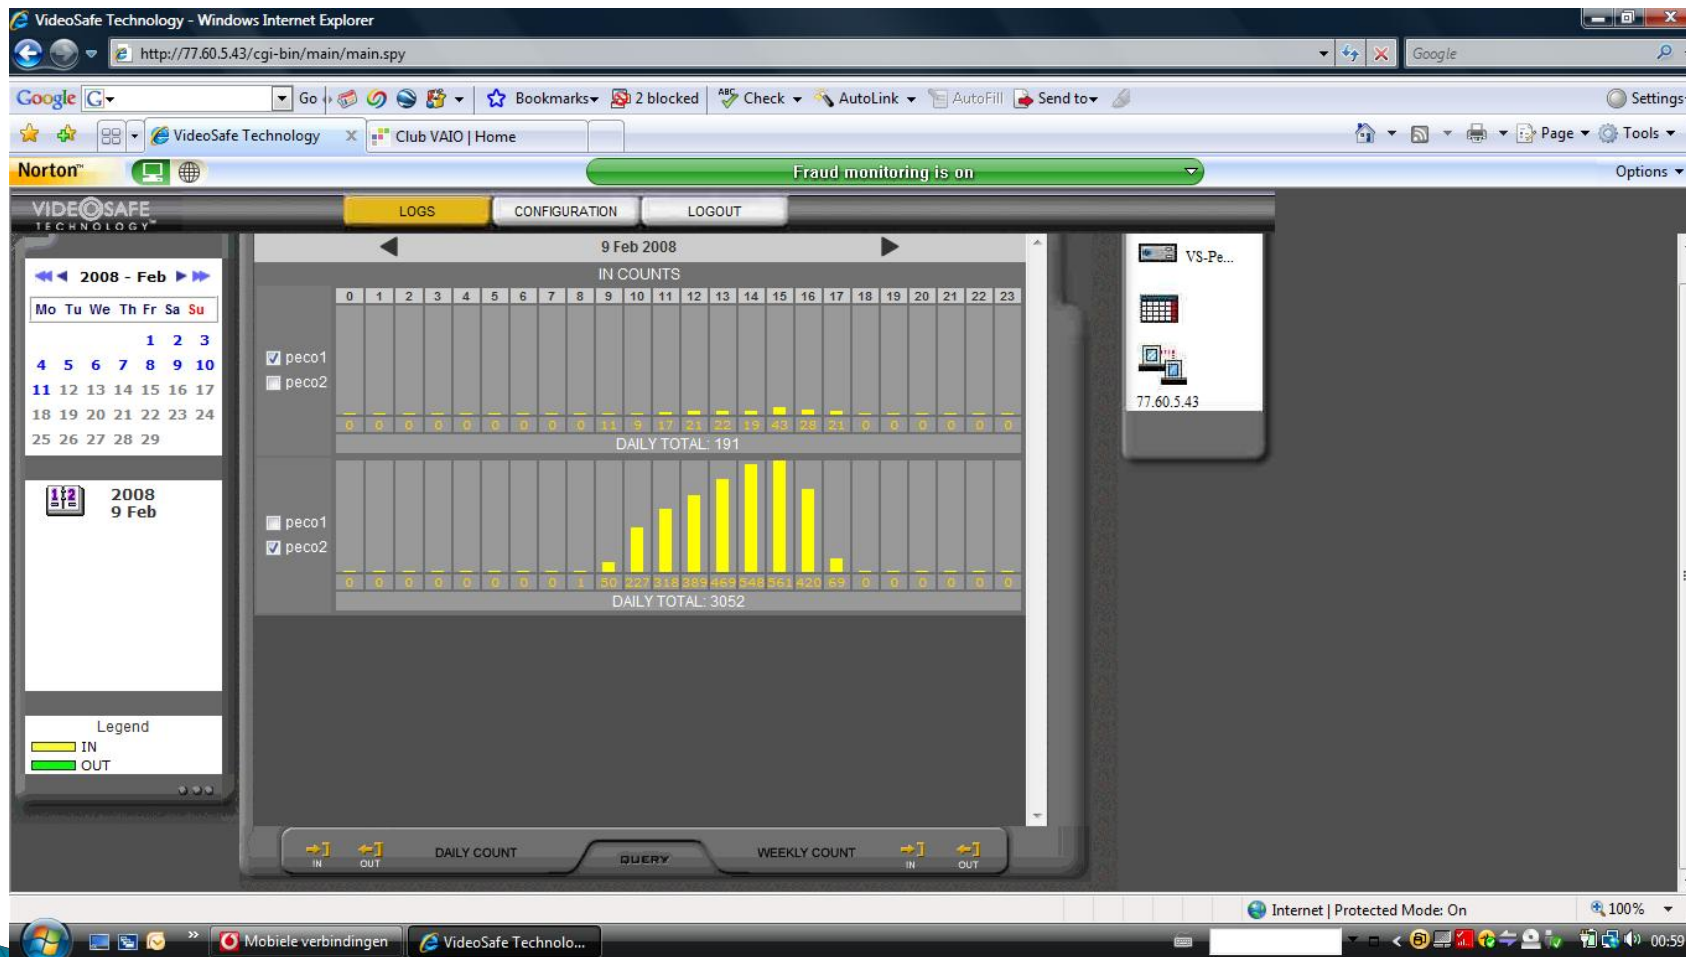 VideoSafe Technology - Windows Internet Explorer
http://77.60.5.43/cgi-bin/main/main.spy
Google
Google G Go Bookmarks 2 blocked ABC Check AutoLink AutoFill Send to Settings
VideoSafe Technology X Club VAIO | Home Page Tools
Norton™ Fraud monitoring is on Options
VIDEOSAFE
TECHNOLOGY™
LOGS CONFIGURATION LOGOUT
2008 - Feb
Mo Tu We Th Fr Sa Su
1 2 3
4 5 6 7 8 9 10
11 12 13 14 15 16 17
18 19 20 21 22 23 24
25 26 27 28 29
2008
9 Feb
Legend
IN
OUT
9 Feb 2008
IN COUNTS
0 1 2 3 4 5 6 7 8 9 10 11 12 13 14 15 16 17 18 19 20 21 22 23
peco1
peco2
0 0 0 0 0 0 0 0 0 11 9 17 21 22 19 43 28 21 0 0 0 0 0 0
DAILY TOTAL: 191
peco1
peco2
0 0 0 0 0 0 0 0 1 50 227 318 389 469 548 561 420 69 0 0 0 0 0 0
DAILY TOTAL: 3052
IN OUT DAILY COUNT QUERY WEEKLY COUNT IN OUT
VS-Pe...
77.60.5.43
Internet | Protected Mode: On 100%
Mobiele verbindingen VideoSafe Technolo... 00:59